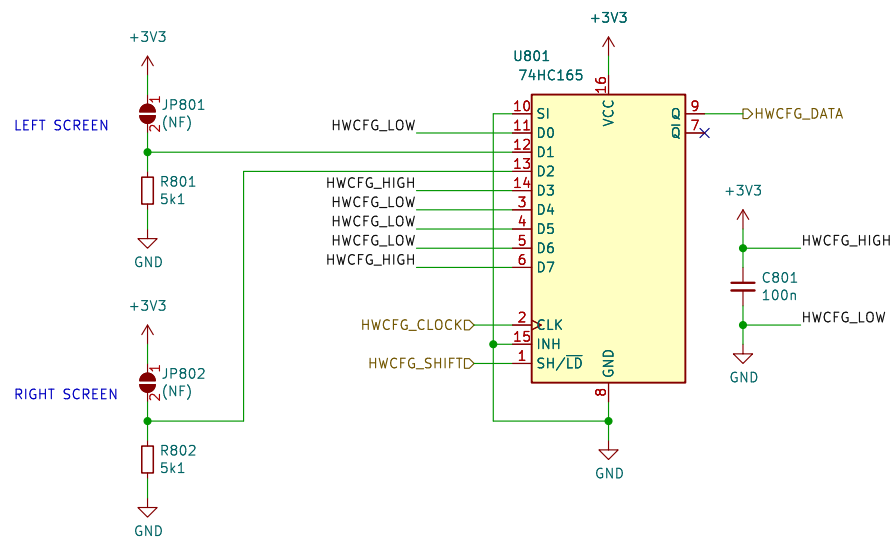 +3V3
JP801
(NF)
1
2
LEFT SCREEN
R801
5k1
GND
+3V3
JP802
(NF)
1
2
RIGHT SCREEN
R802
5k1
GND
+3V3
U801
74HC165
16
VCC
10 SI
HWCFG_LOW 11 D0
12 D1
13 D2
HWCFG_HIGH 14 D3
HWCFG_LOW 3 D4
HWCFG_LOW 4 D5
HWCFG_LOW 5 D6
HWCFG_HIGH 6 D7
HWCFG_CLOCK 2 CLK
15 INH
HWCFG_SHIFT 1 SH/LD
GND
8
GND
Q 9 HWCFG_DATA
Q 7
+3V3
HWCFG_HIGH
C801
100n
HWCFG_LOW
GND